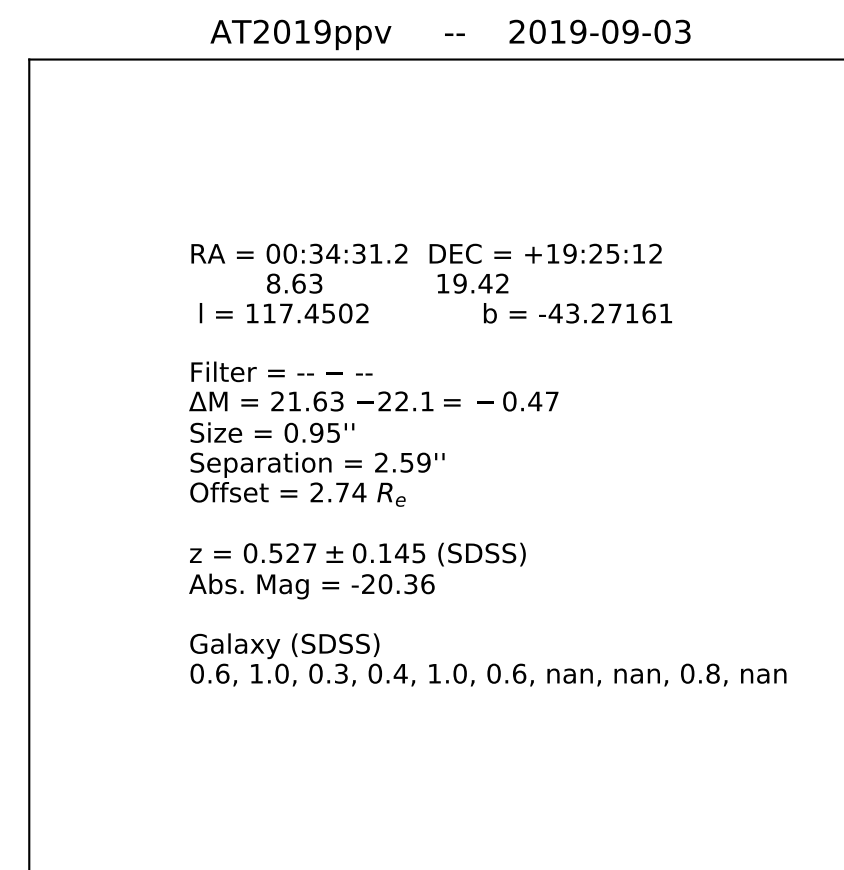 AT2019ppv -- 2019-09-03
RA = 00:34:31.2 DEC = +19:25:12
8.63 19.42
l = 117.4502 b = -43.27161
Filter = -- − --
ΔM = 21.63 −22.1 = −0.47
Size = 0.95''
Separation = 2.59''
Offset = 2.74 Rₑ
z = 0.527 ± 0.145 (SDSS)
Abs. Mag = -20.36
Galaxy (SDSS)
0.6, 1.0, 0.3, 0.4, 1.0, 0.6, nan, nan, 0.8, nan